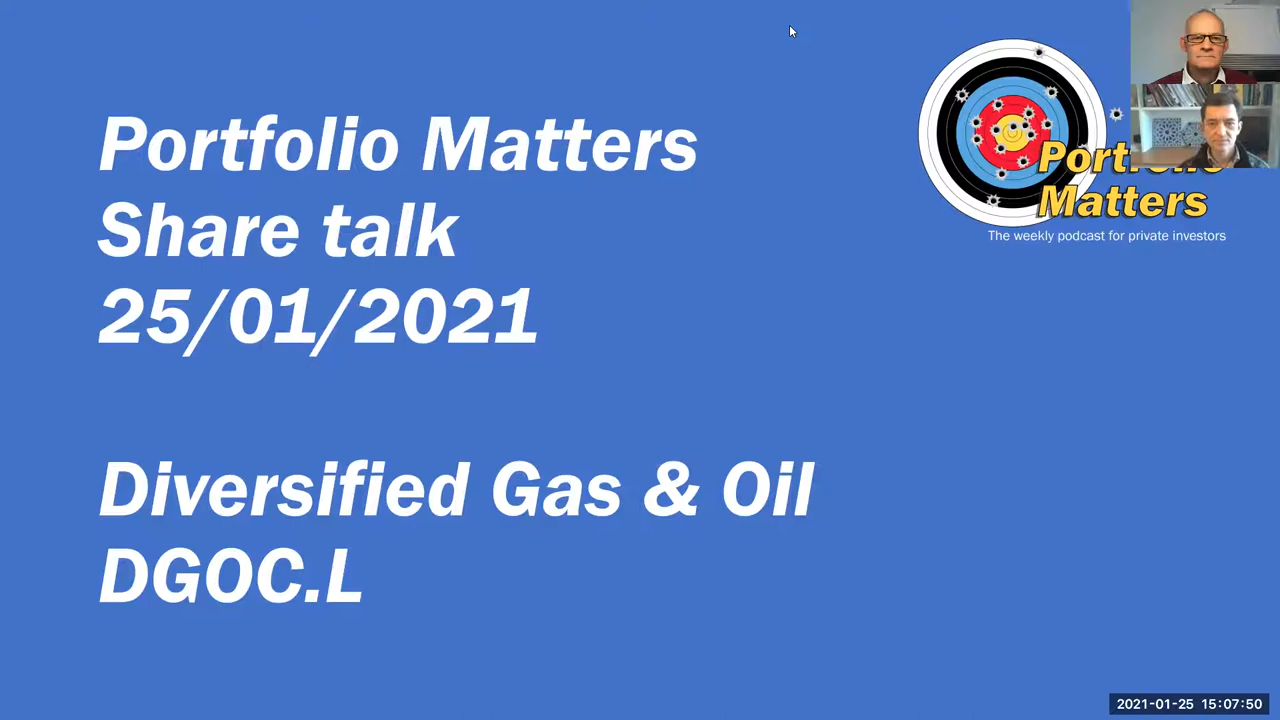 Portfolio Matters
Share talk
25/01/2021
Diversified Gas & Oil
DGOC.L
Matters
The weekly podcast for private investors
2021-01-25 15:07:50